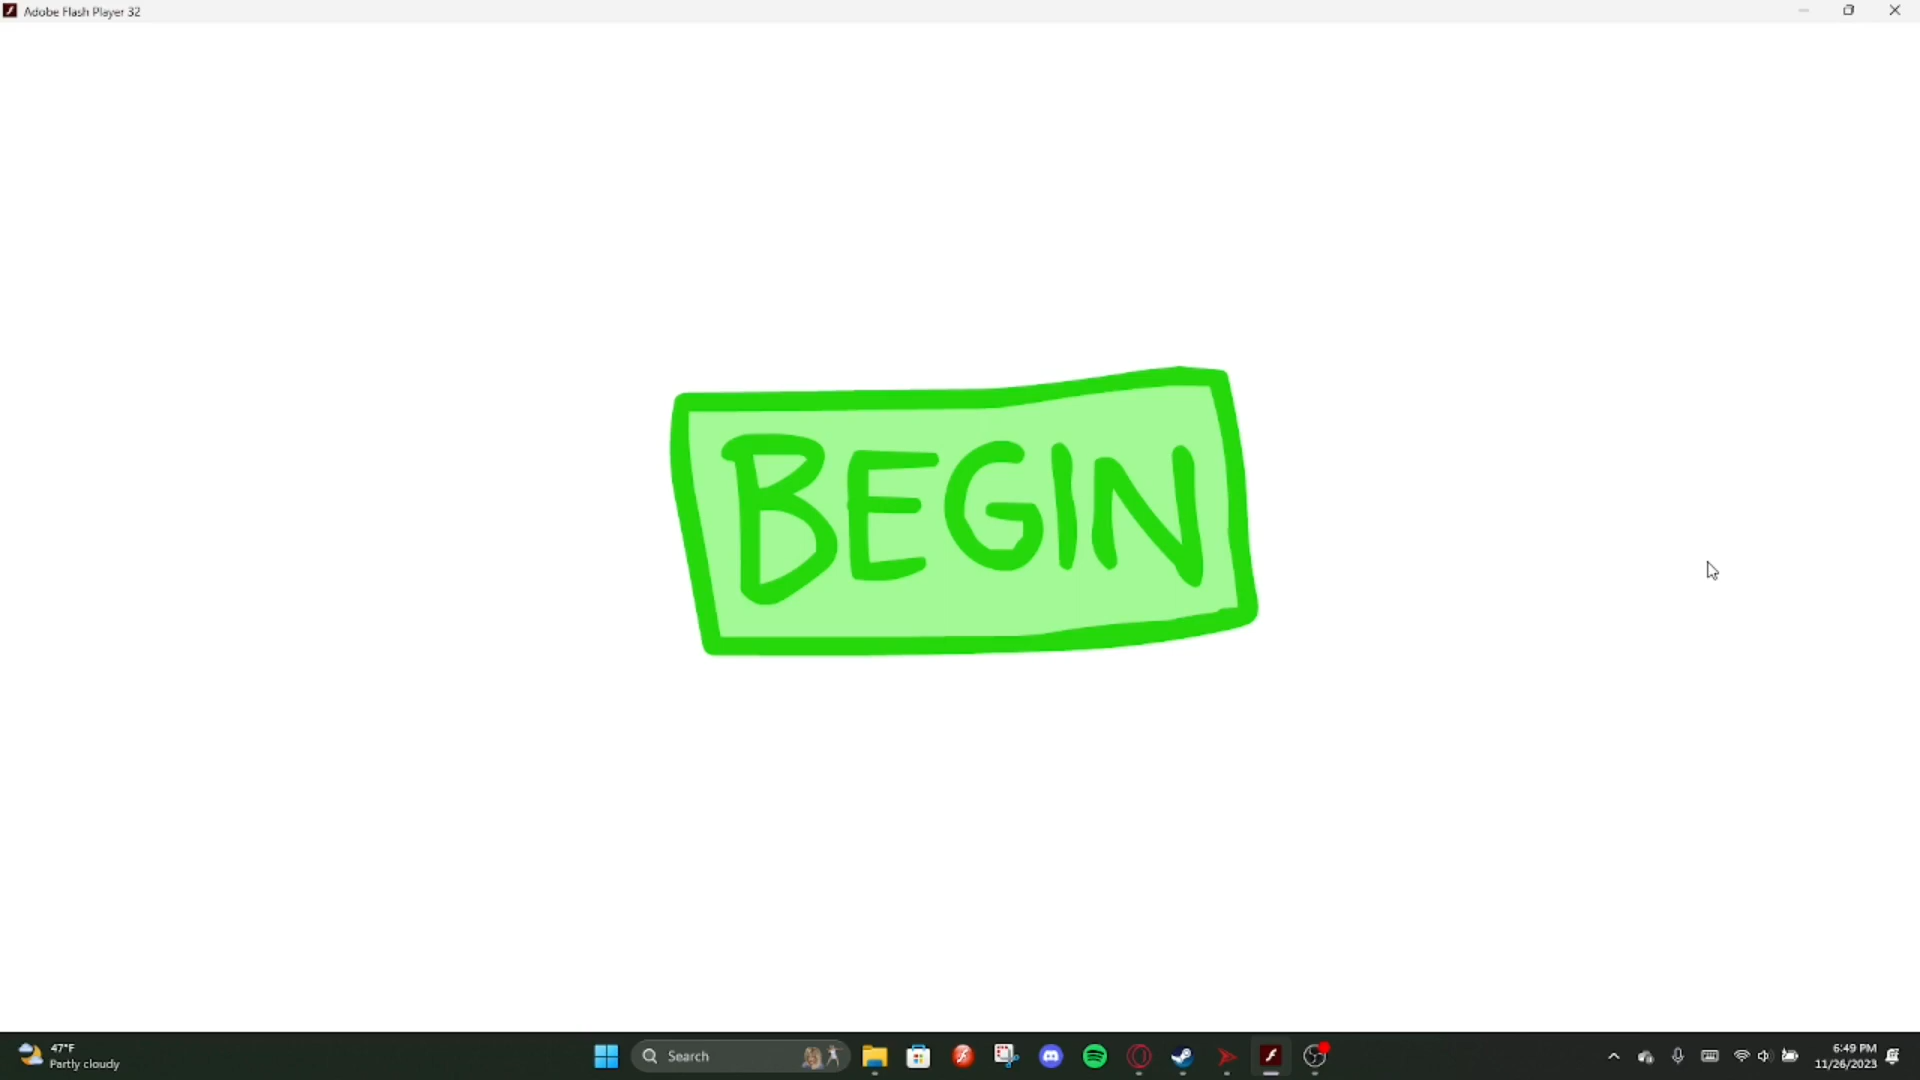 Adobe Flash Player 32
BEGIN
47°F
Partly cloudy
Search
6:49 PM
11/26/2023